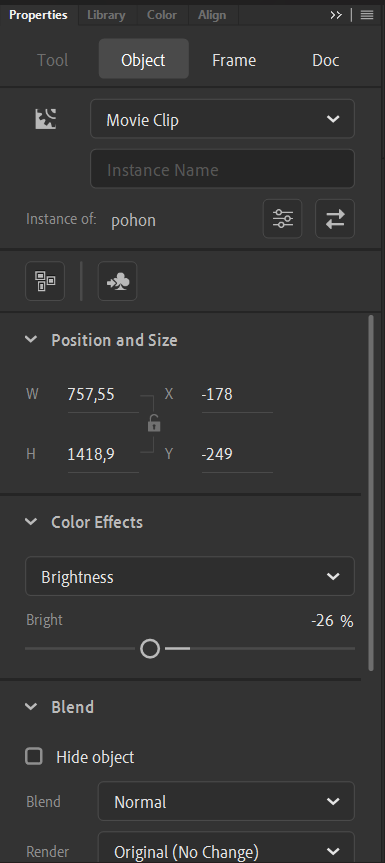 Properties Library Color Align
Tool Object Frame Doc
Movie Clip
Instance Name
Instance of: pohon
Position and Size
W 757,55 X -178
H 1418,9 Y -249
Color Effects
Brightness
Bright -26 %
Blend
Hide object
Blend Normal
Render Original (No Change)